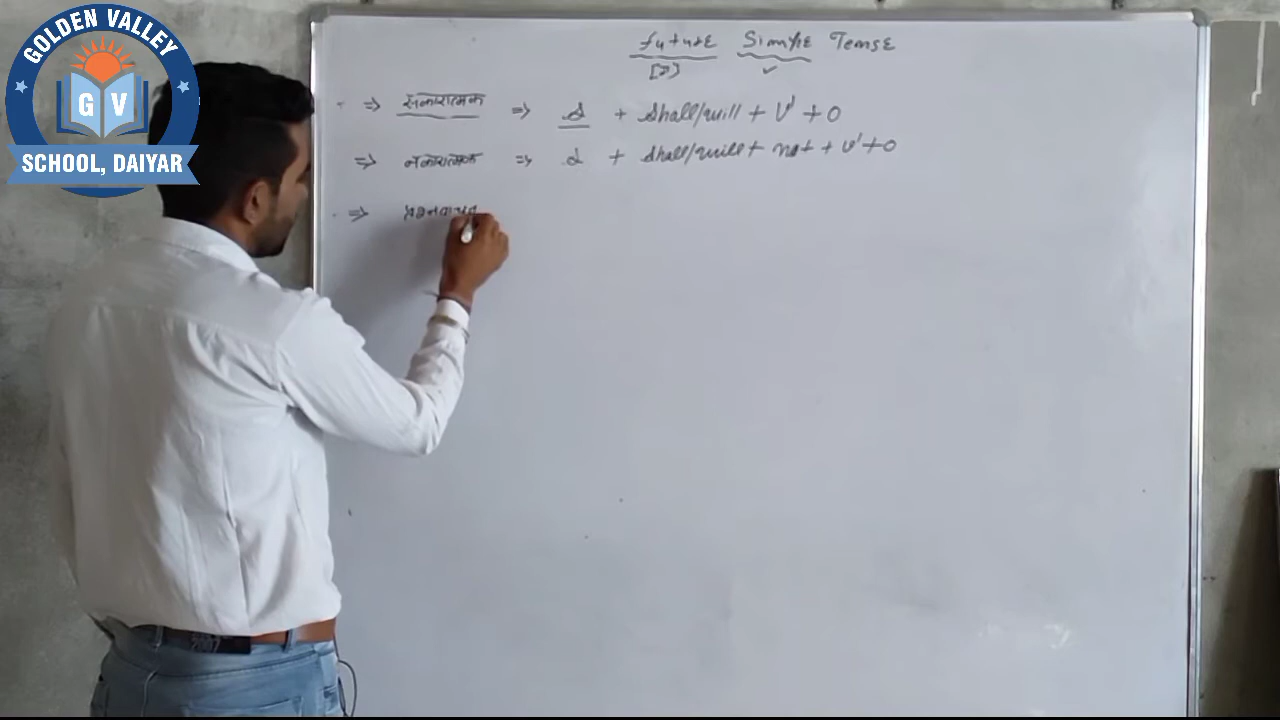 GOLDEN VALLEY
G V
SCHOOL, DAIYAR
Future Simple Tense
⇒ सकारात्मक ⇒ S + Shall/will + V¹ + O
⇒ नकारात्मक ⇒ S + Shall/will + not + V¹ + O
⇒ प्रश्नवाचक